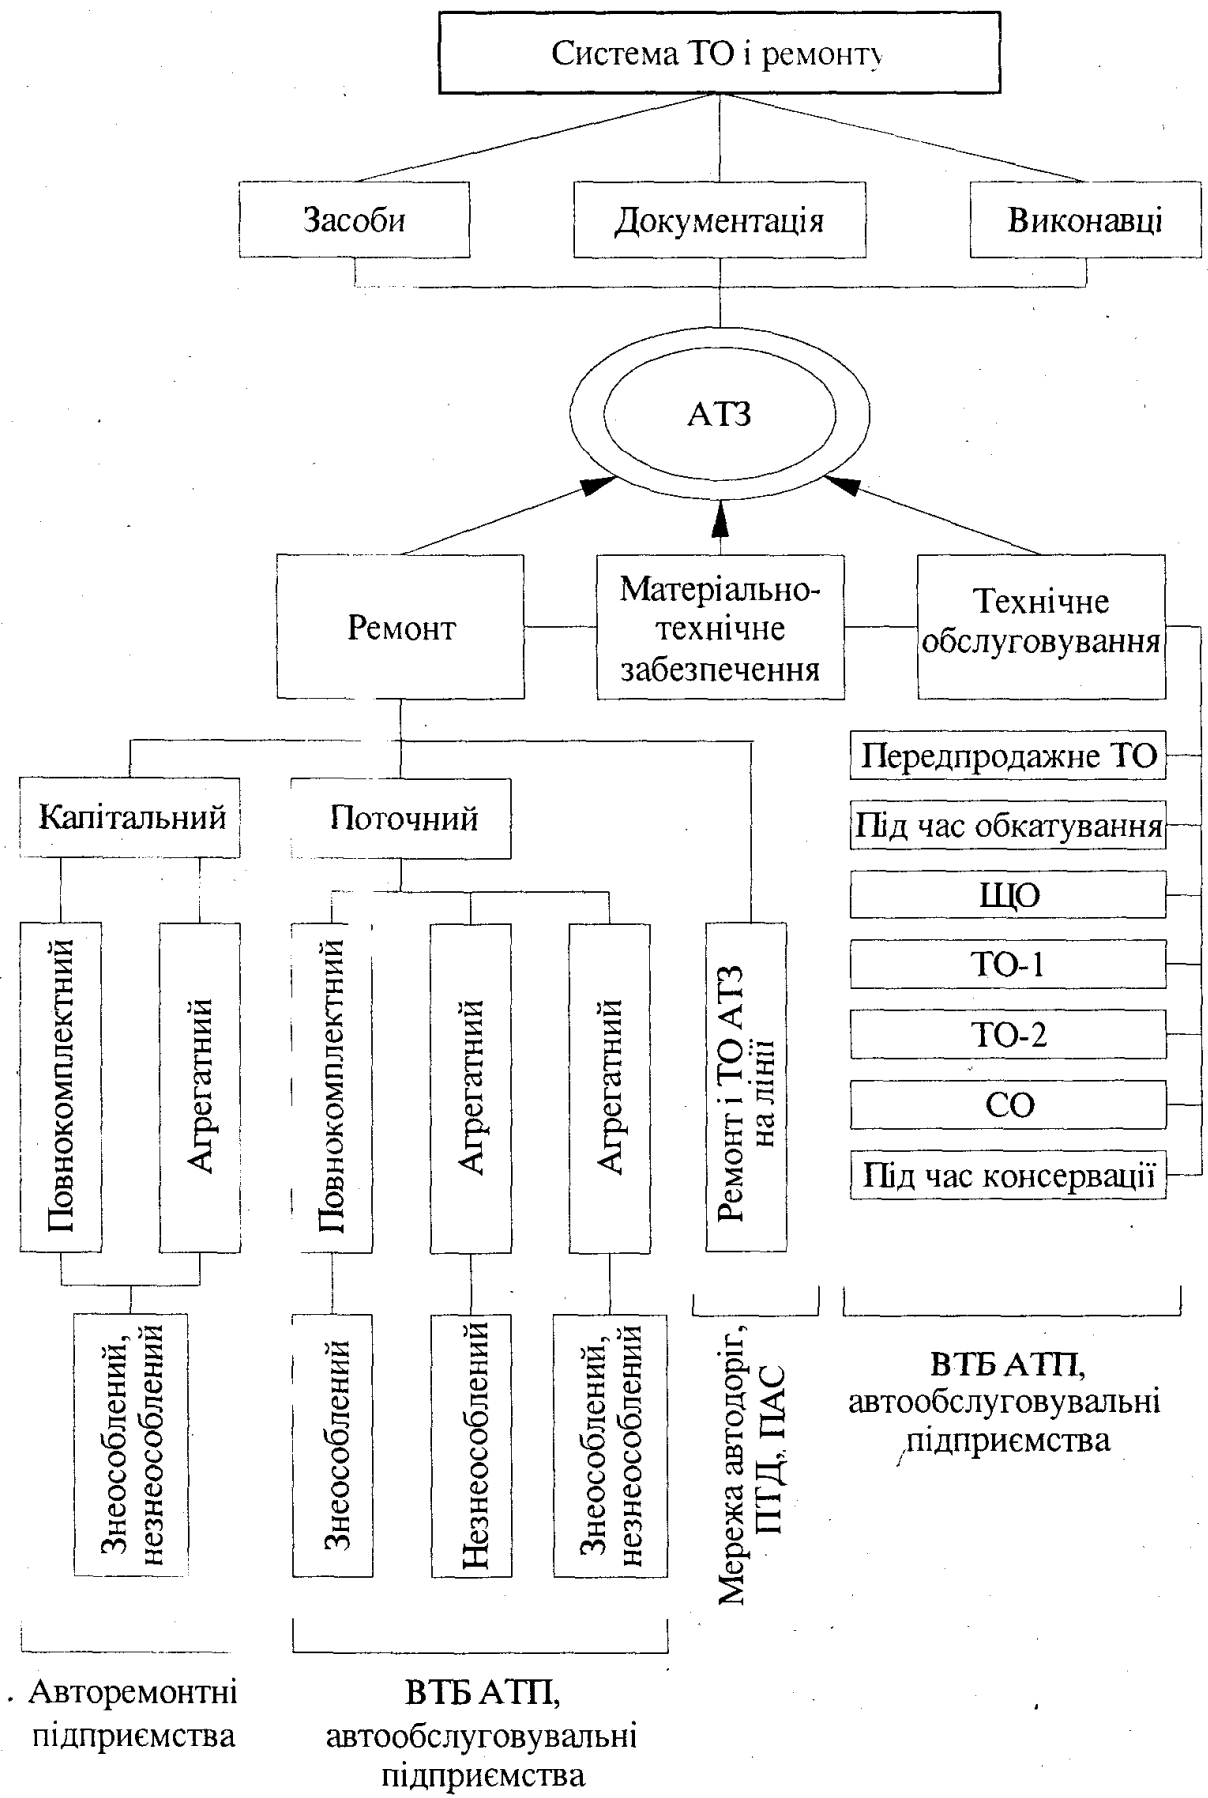 Система ТО і ремонту
Засоби
Документація
Виконавці
АТЗ
Ремонт
Матеріально-
технічне
забезпечення
Технічне
обслуговування
Передпродажне ТО
Під час обкатування
ЩО
ТО-1
ТО-2
СО
Під час консервації
Капітальний
Поточний
Повнокомплектний
Агрегатний
Повнокомплектний
Агрегатний
Агрегатний
Ремонт і ТО АТЗ
на лінії
Знеособлений,
незнеособлений
Знеособлений
Незнеособлений
Знеособлений,
незнеособлений
Мережа автодоріг,
ПТД, ПАС
ВТБ АТП,
автообслуговувальні
підприємства
Авторемонтні
підприємства
ВТБ АТП,
автообслуговувальні
підприємства